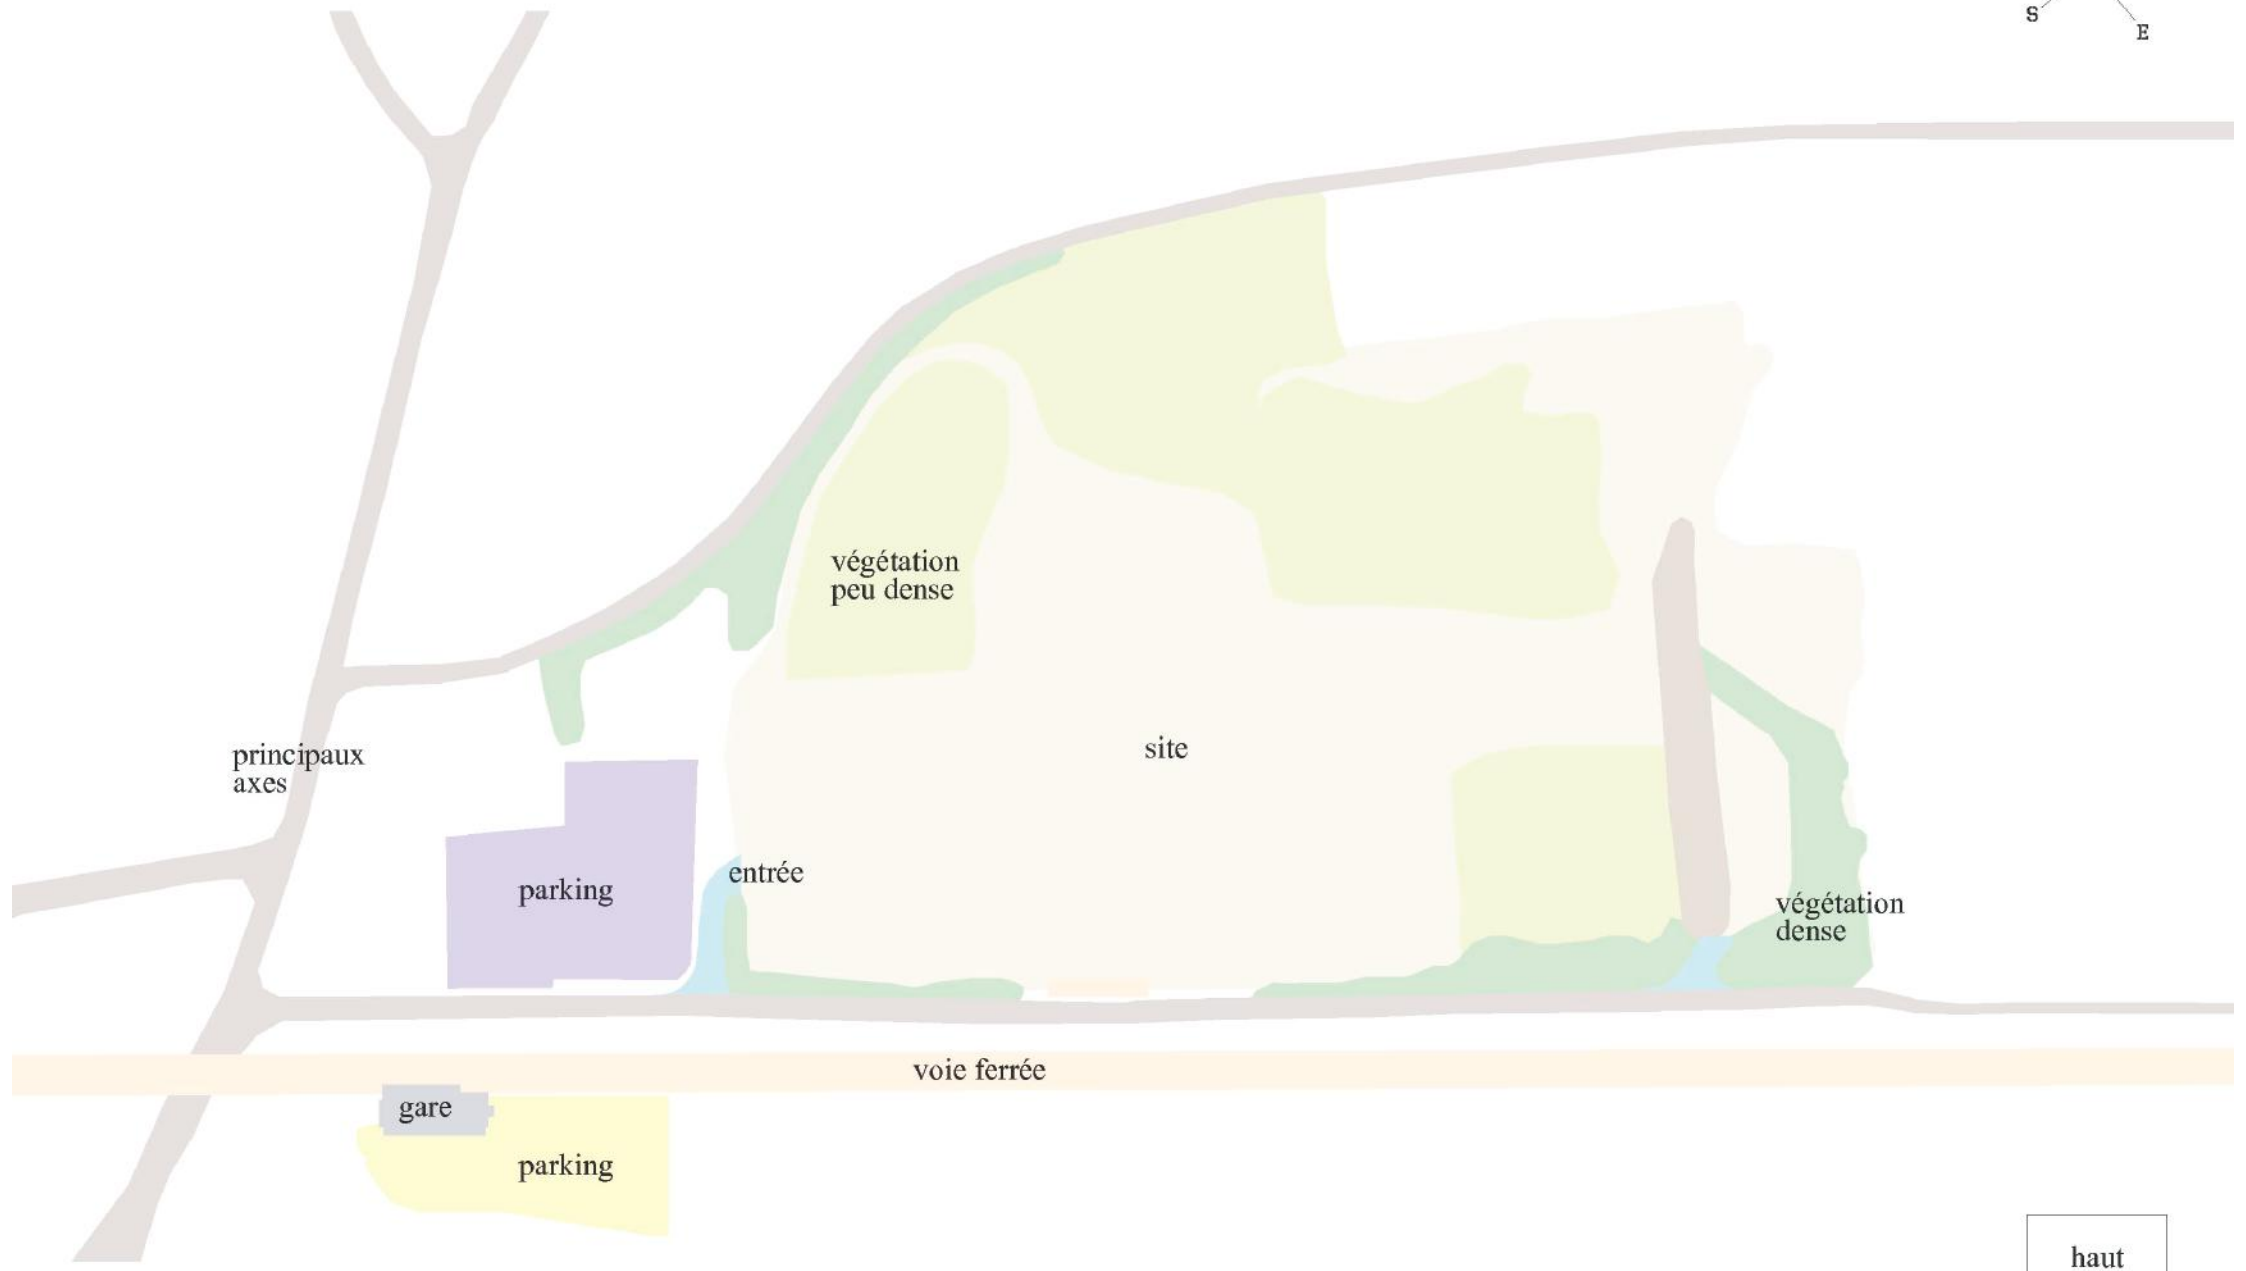 S
E
végétation
peu dense
principaux
axes
site
entrée
parking
végétation
dense
voie ferrée
gare
parking
haut